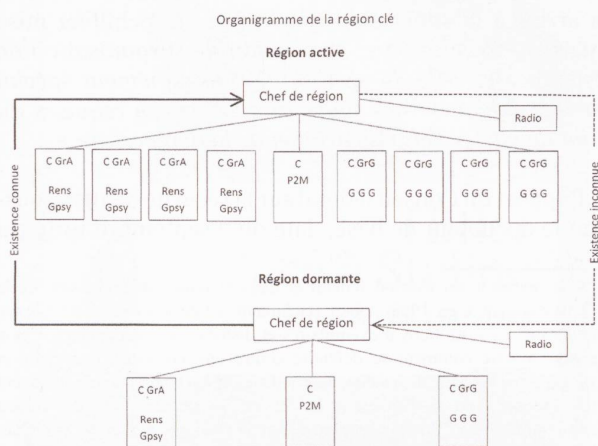 Organigramme de la région clé
Région active
Chef de région
Radio
C GrA
Rens
Gpsy
C GrA
Rens
Gpsy
C GrA
Rens
Gpsy
C GrA
Rens
Gpsy
C
P2M
C GrG
G G G
C GrG
G G G
C GrG
G G G
C GrG
G G G
Existence connue
Existence inconnue
Région dormante
Chef de région
Radio
C GrA
Rens
Gpsy
C
P2M
C GrG
G G G